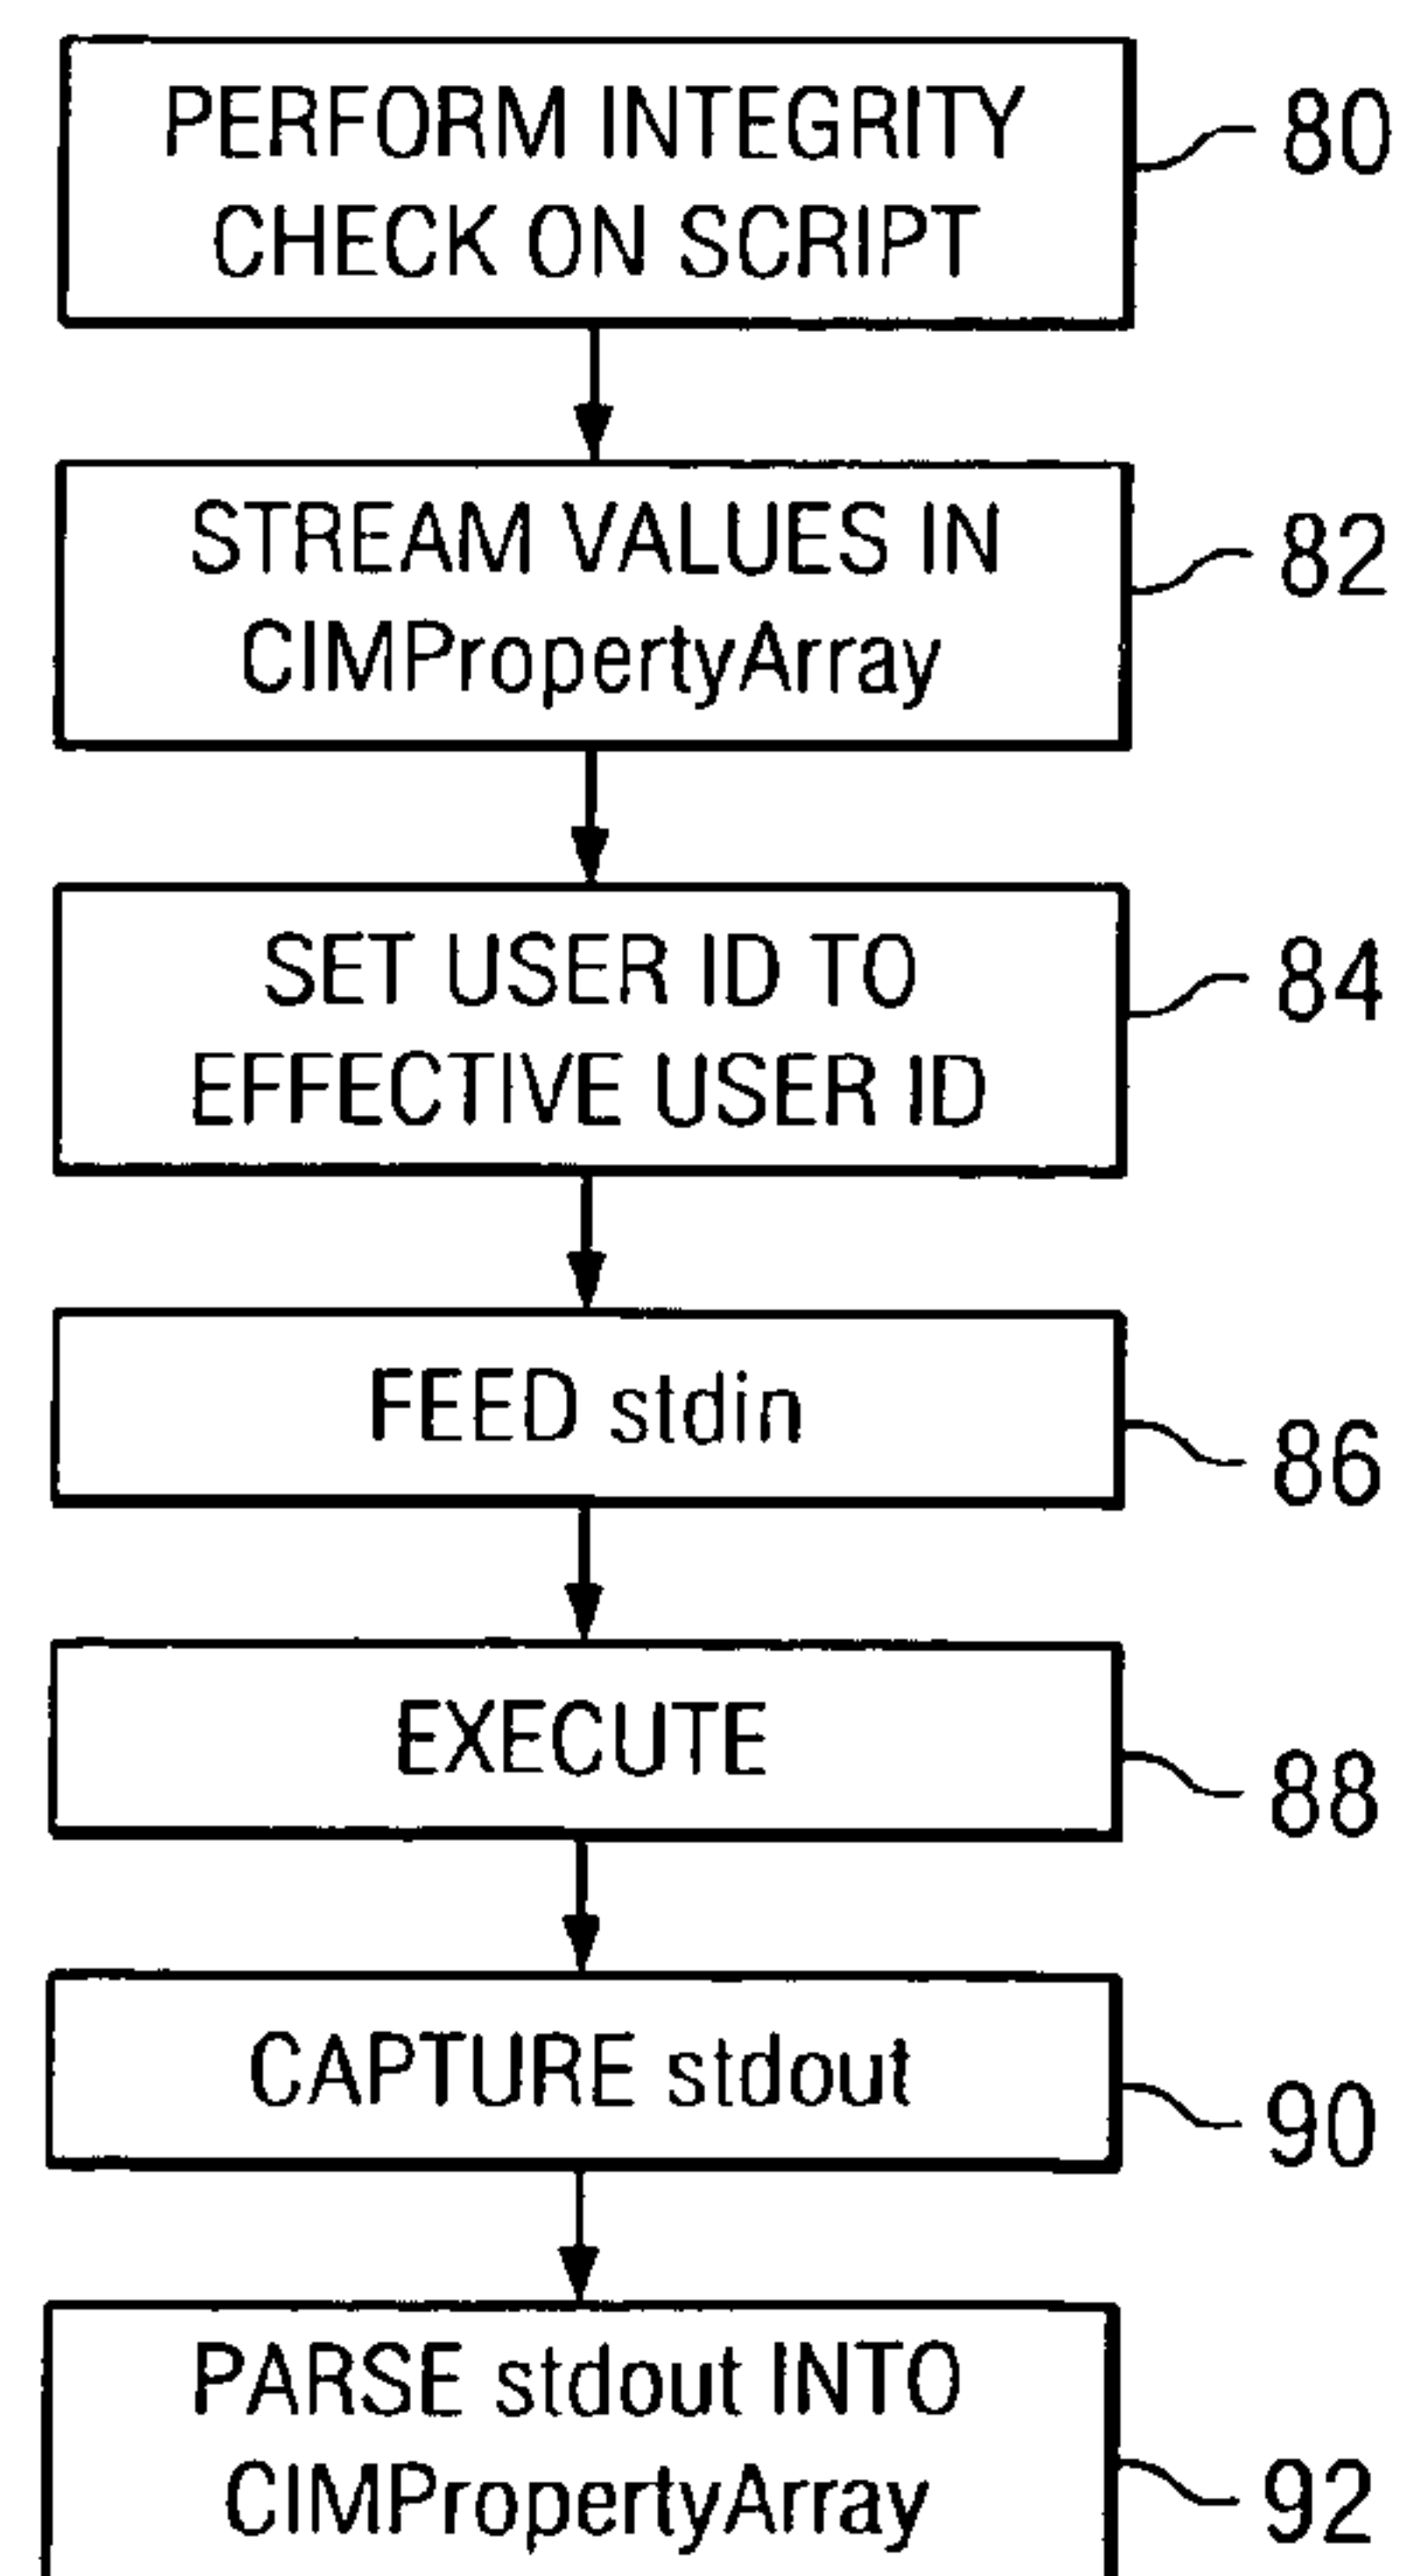 PERFORM INTEGRITY
CHECK ON SCRIPT
80
STREAM VALUES IN
CIMPropertyArray
82
SET USER ID TO
EFFECTIVE USER ID
84
FEED stdin
86
EXECUTE
88
CAPTURE stdout
90
PARSE stdout INTO
CIMPropertyArray
92